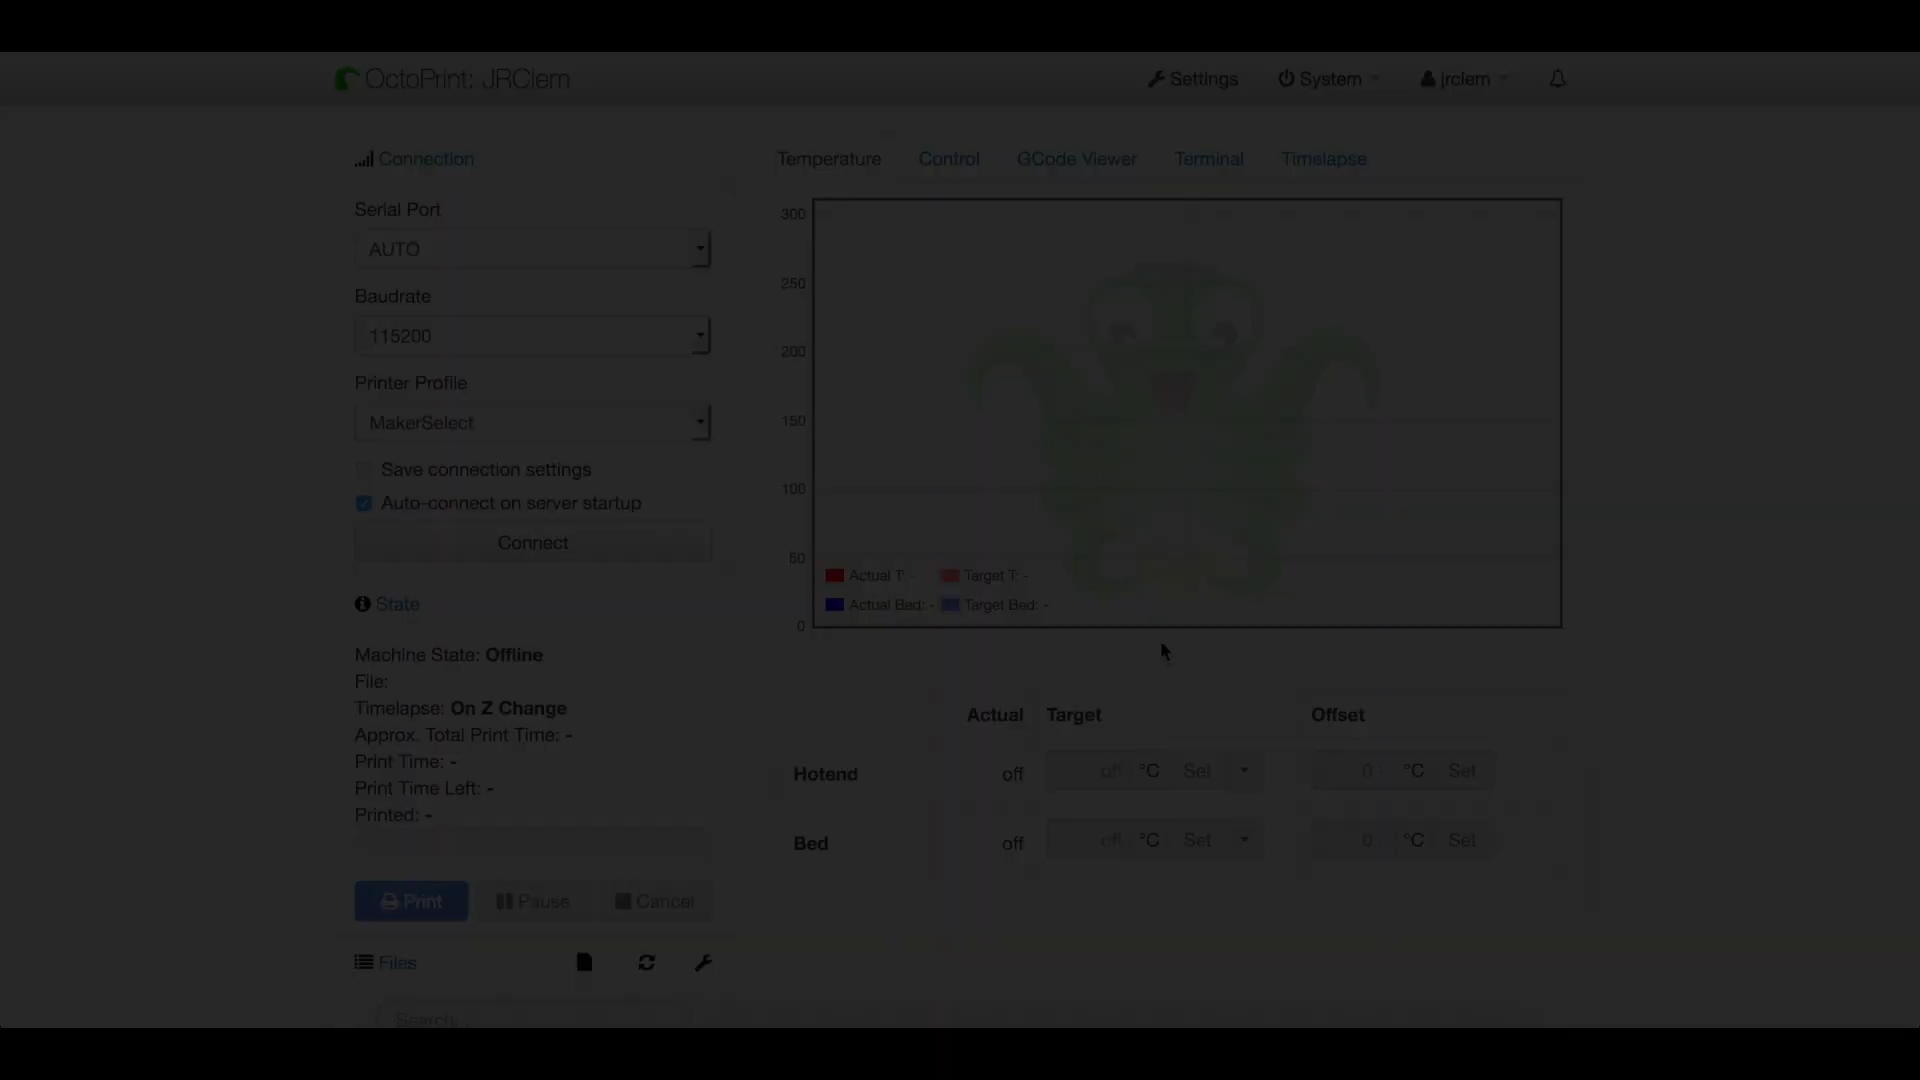 OctoPrint: JRClem
Settings System jrclem
Connection
Serial Port
AUTO
Baudrate
115200
Printer Profile
MakerSelect
Save connection settings
Auto-connect on server startup
Connect
State
Machine State: Offline
File:
Timelapse: On Z Change
Approx. Total Print Time: -
Print Time: -
Print Time Left: -
Printed: -
Print Pause Cancel
Files
Search...
Temperature Control GCode Viewer Terminal Timelapse
300
250
200
150
100
50
0
Actual T: - Target T: -
Actual Bed: - Target Bed: -
Actual Target Offset
Hotend off off °C Set 0 °C Set
Bed off off °C Set 0 °C Set